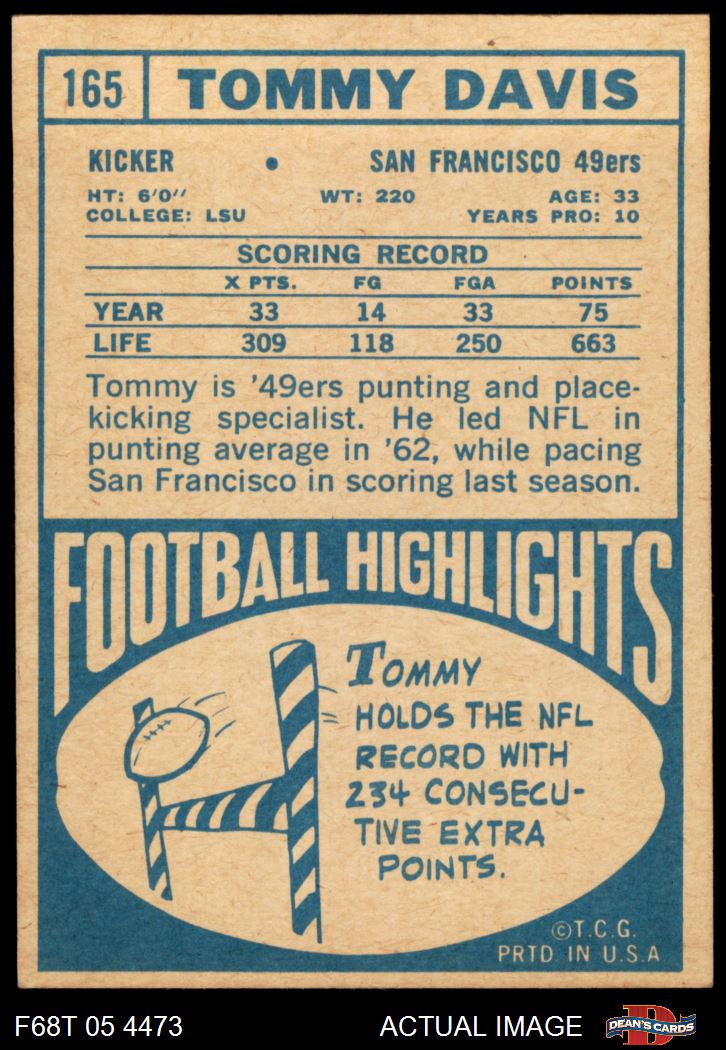 165 TOMMY DAVIS
KICKER • SAN FRANCISCO 49ers
HT: 6'0" WT: 220 AGE: 33
COLLEGE: LSU YEARS PRO: 10
SCORING RECORD
X PTS. FG FGA POINTS
YEAR 33 14 33 75
LIFE 309 118 250 663
Tommy is '49ers punting and place-
kicking specialist. He led NFL in
punting average in '62, while pacing
San Francisco in scoring last season.
FOOTBALL HIGHLIGHTS
TOMMY
HOLDS THE NFL
RECORD WITH
234 CONSECU-
TIVE EXTRA
POINTS.
©T.C.G.
PRTD IN U.S.A
F68T 05 4473 ACTUAL IMAGE D DEAN'S CARDS